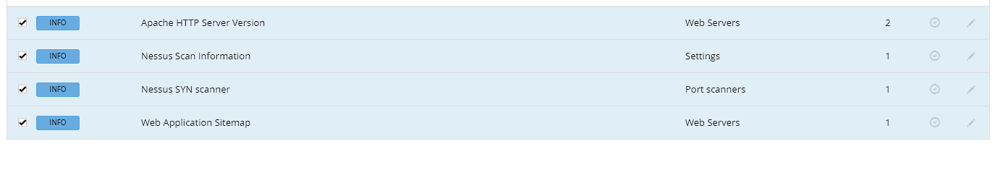 INFO Apache HTTP Server Version Web Servers 2
INFO Nessus Scan Information Settings 1
INFO Nessus SYN scanner Port scanners 1
INFO Web Application Sitemap Web Servers 1